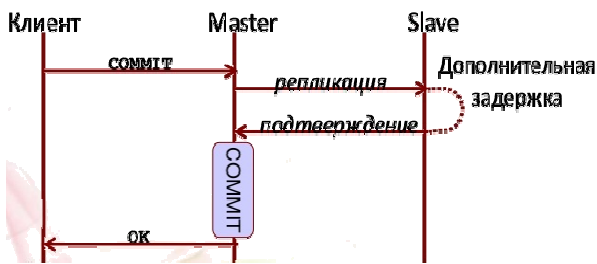 Клиент Master Slave
COMMIT
репликация
Дополнительная
задержка
подтверждение
COMMIT
OK